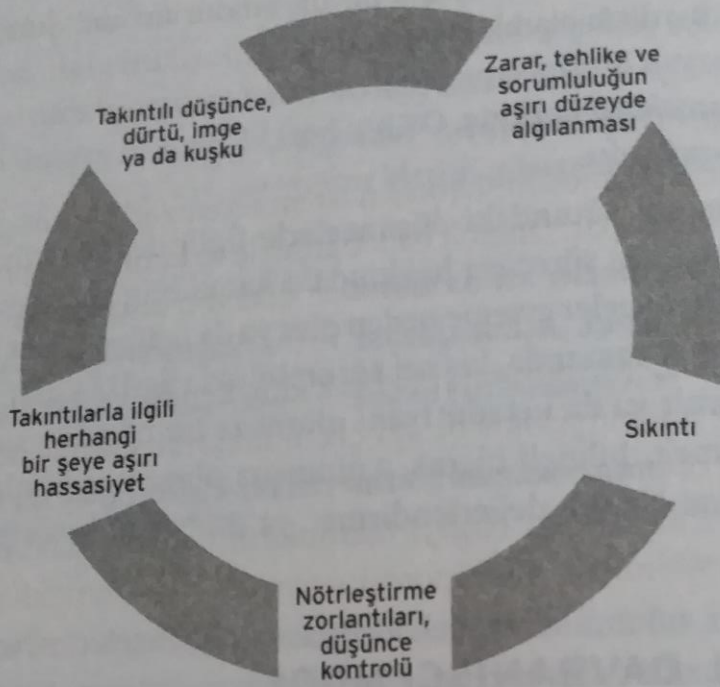 Takıntılı düşünce,
dürtü, imge
ya da kuşku
Zarar, tehlike ve
sorumluluğun
aşırı düzeyde
algılanması
Sıkıntı
Nötrleştirme
zorlantıları,
düşünce
kontrolü
Takıntılarla ilgili
herhangi
bir şeye aşırı
hassasiyet